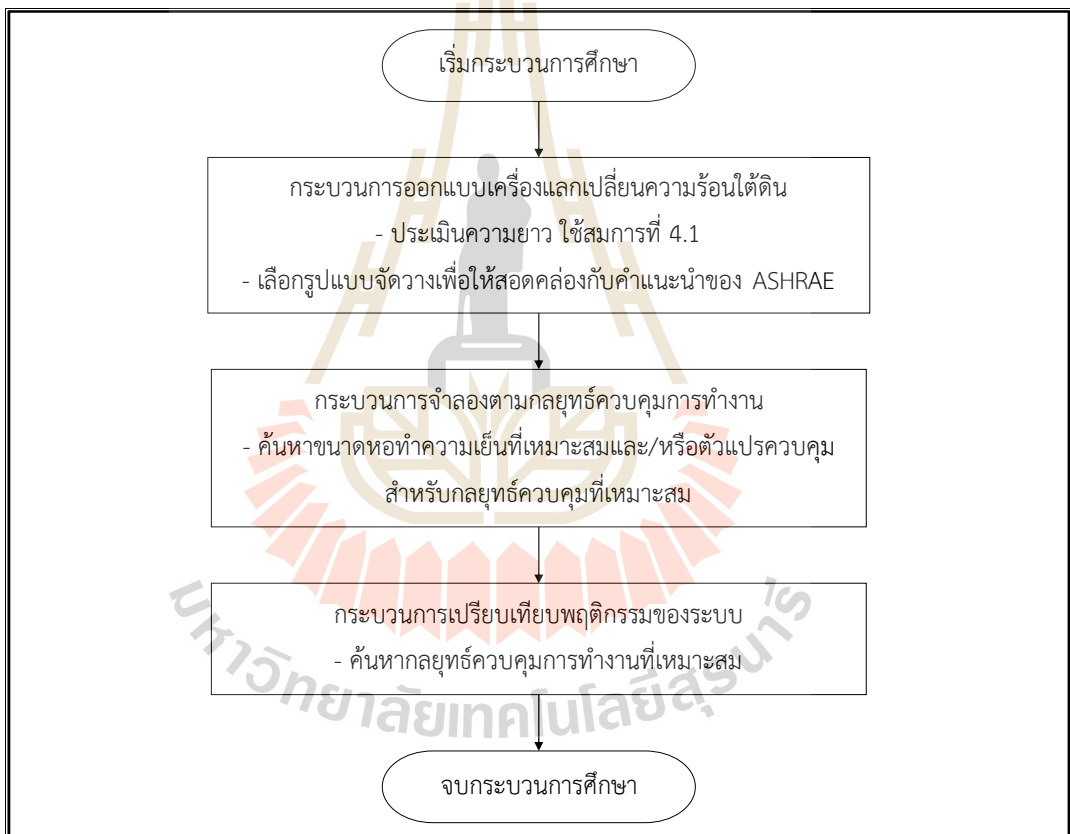 เริ่มกระบวนการศึกษา
กระบวนการออกแบบเครื่องแลกเปลี่ยนความร้อนใต้ดิน
- ประเมินความยาว ใช้สมการที่ 4.1
- เลือกรูปแบบจัดวางเพื่อให้สอดคล่องกับคำแนะนำของ ASHRAE
กระบวนการจำลองตามกลยุทธ์ควบคุมการทำงาน
- ค้นหาขนาดหอทำความเย็นที่เหมาะสมและ/หรือตัวแปรควบคุม
สำหรับกลยุทธ์ควบคุมที่เหมาะสม
กระบวนการเปรียบเทียบพฤติกรรมของระบบ
- ค้นหากลยุทธ์ควบคุมการทำงานที่เหมาะสม
มหาวิทยาลัยเทคโนโลยีสุรนารี
จบกระบวนการศึกษา